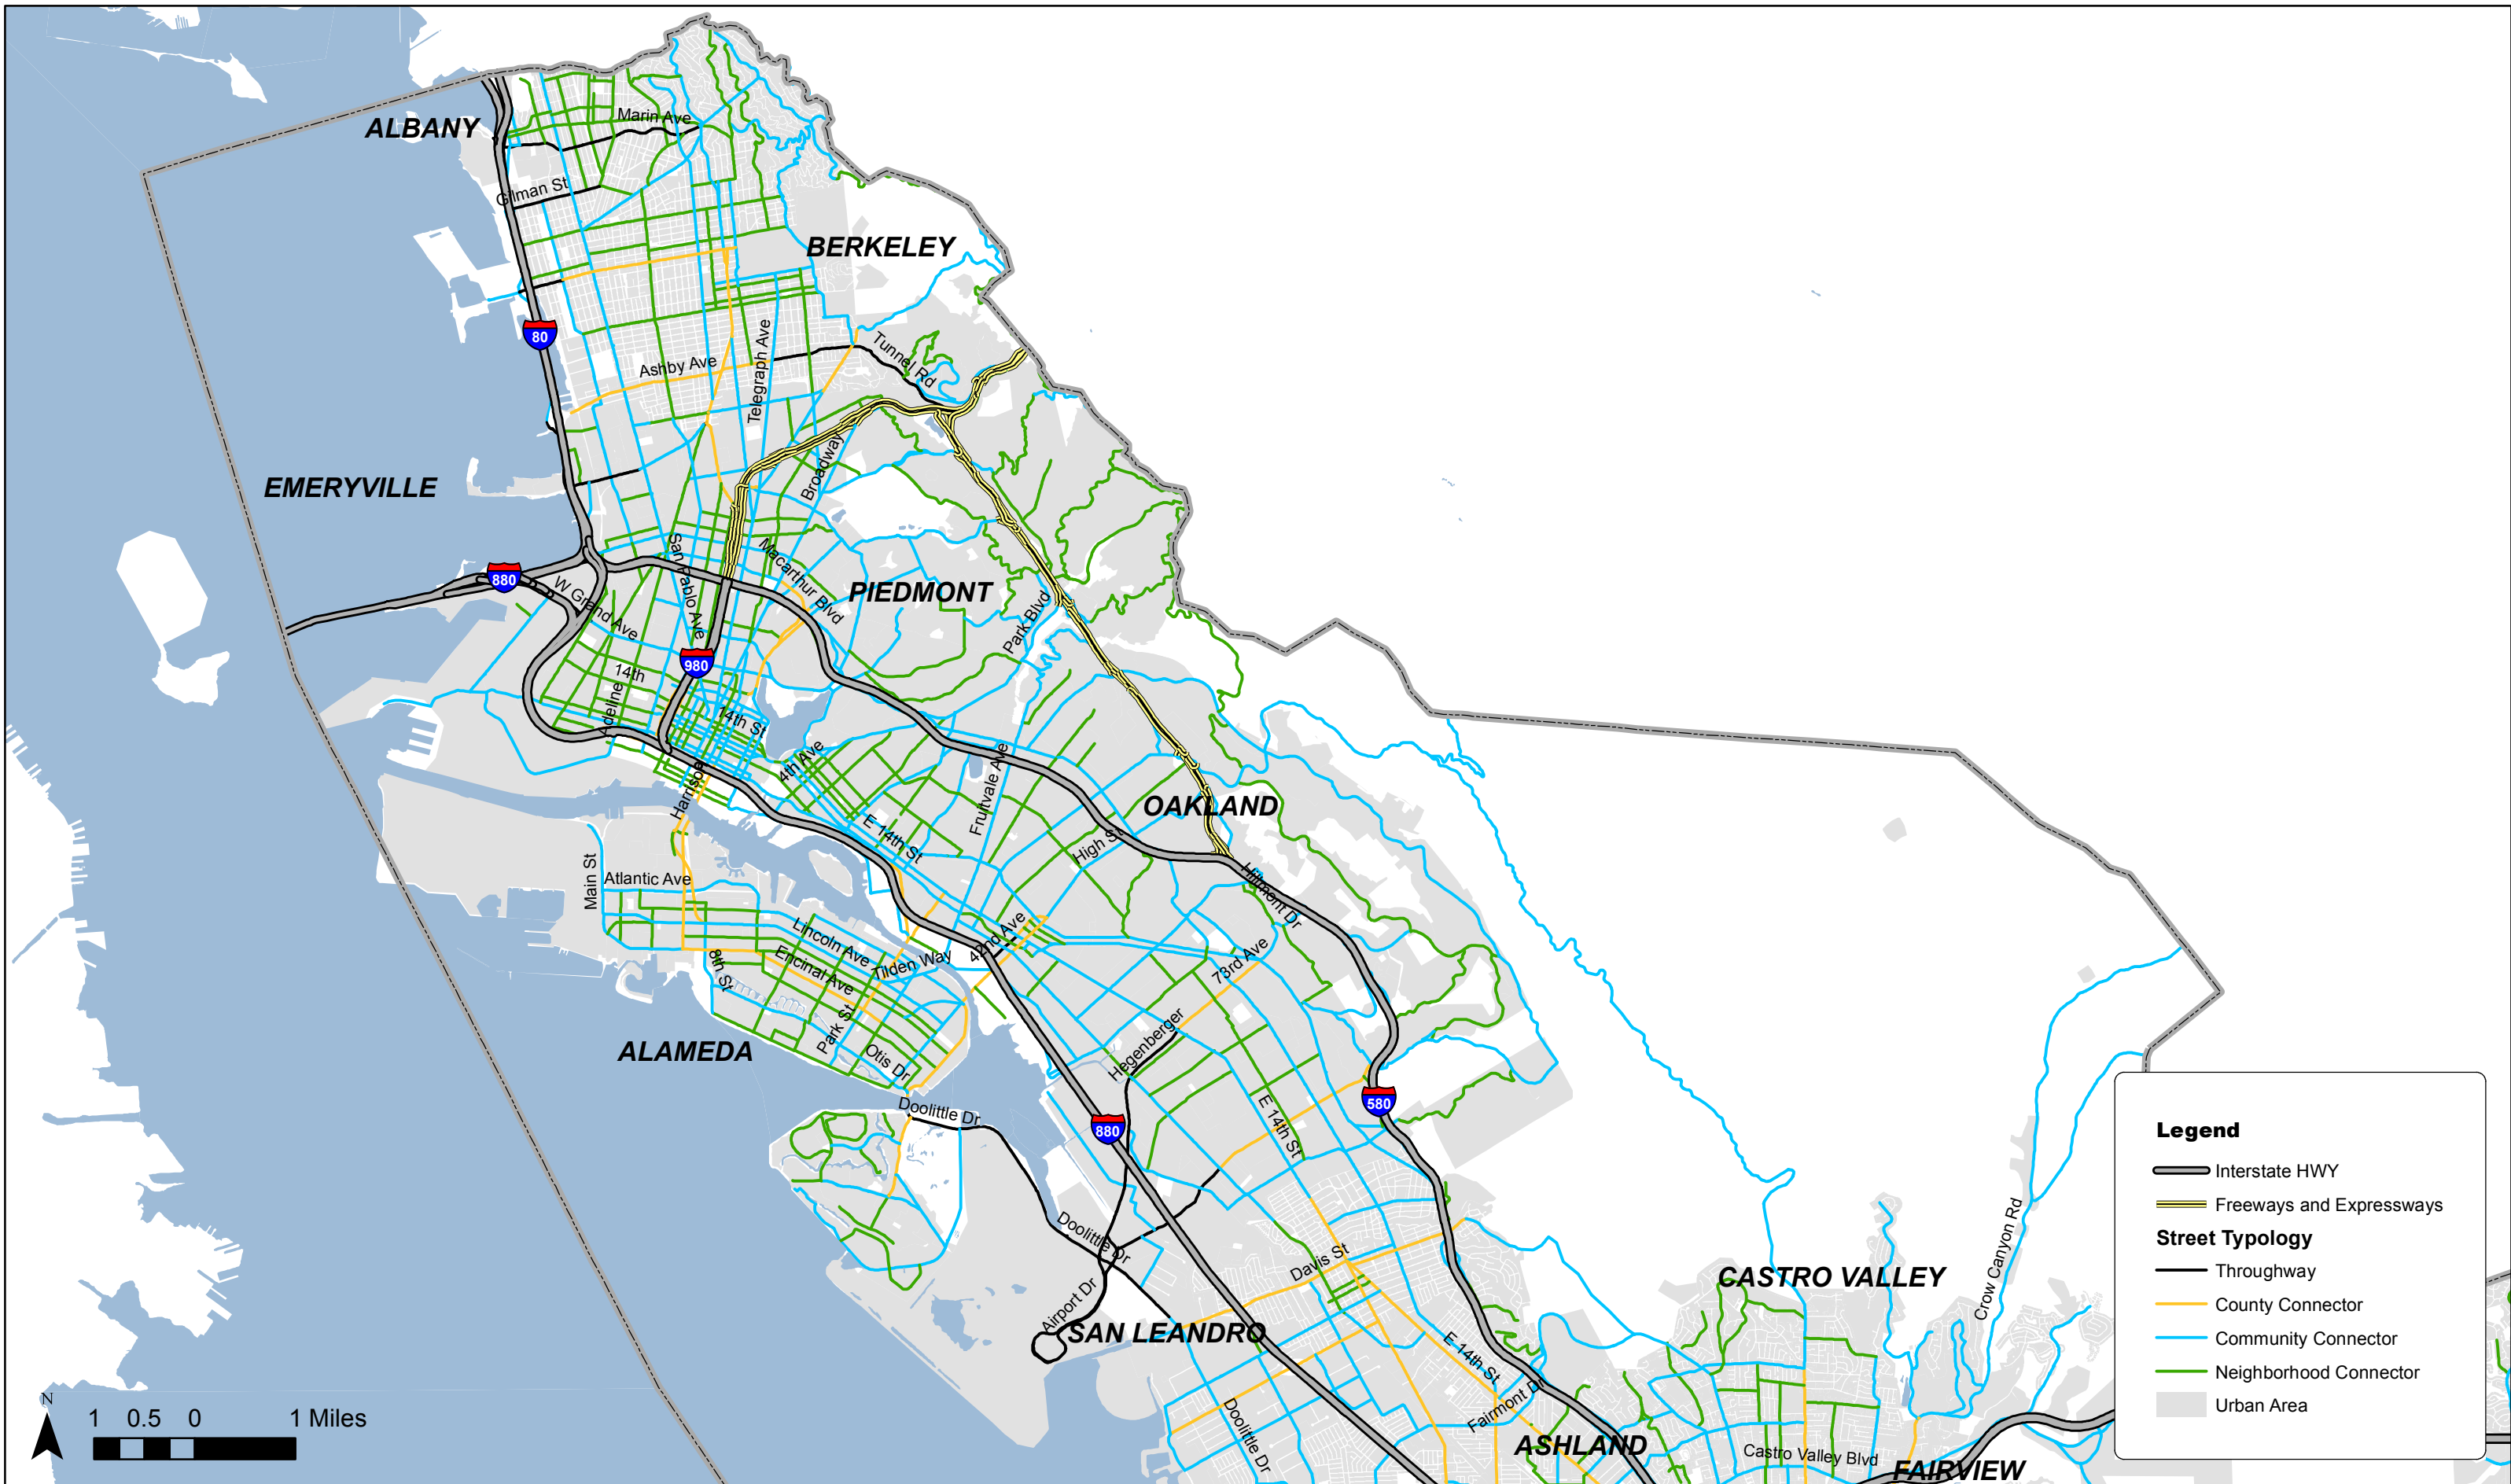 Marin Ave
ALBANY
Gilman St
BERKELEY
80
Tunnel Rd
Telegraph Ave
Ashby Ave
Broadway
EMERYVILLE
San Pablo Ave
Macarthur Blvd
880
W Grand Ave
PIEDMONT
Park Blvd
980
14th
Adeline
14th St
4th Ave
Harrison
Fruitvale Ave
OAKLAND
E 14th St
High St
Hillmont Dr
Main St
Atlantic Ave
Lincoln Ave
42nd Ave
73rd Ave
8th St
Encinal Ave
Tilden Way
Park St
Hegenberger
ALAMEDA
Otis Dr
Doolittle Dr
880
E 14th St
580
Doolittle Dr
Davis St
Airport Dr
SAN LEANDRO
CASTRO VALLEY
Crow Canyon Rd
E 14th St
Fairmont Dr
Doolittle Dr
ASHLAND
Castro Valley Blvd
FAIRVIEW
N
1 0.5 0 1 Miles
Legend
Interstate HWY
Freeways and Expressways
Street Typology
Throughway
County Connector
Community Connector
Neighborhood Connector
Urban Area